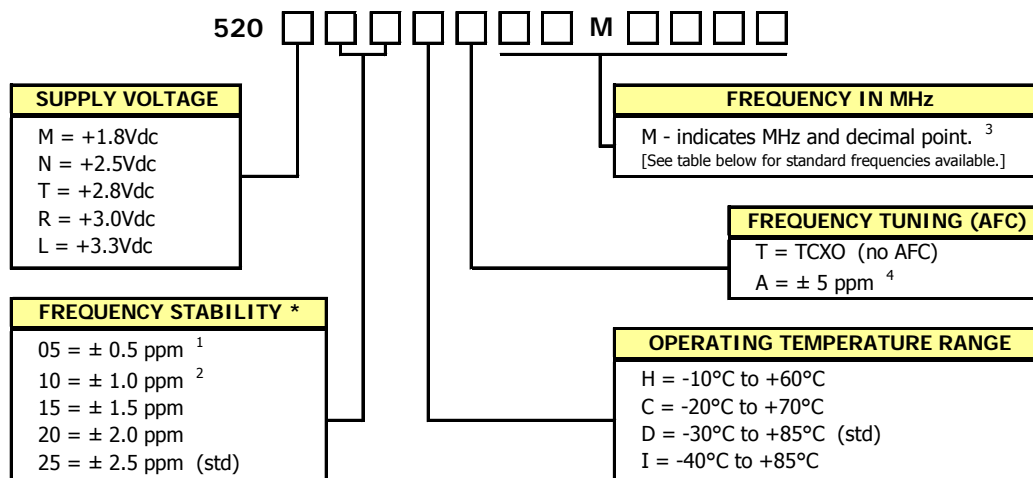 520 M
SUPPLY VOLTAGE
M = +1.8Vdc
N = +2.5Vdc
T = +2.8Vdc
R = +3.0Vdc
L = +3.3Vdc
FREQUENCY STABILITY *
05 = ± 0.5 ppm 1
10 = ± 1.0 ppm 2
15 = ± 1.5 ppm
20 = ± 2.0 ppm
25 = ± 2.5 ppm (std)
FREQUENCY IN MHz
M - indicates MHz and decimal point. 3
[See table below for standard frequencies available.]
FREQUENCY TUNING (AFC)
T = TCXO (no AFC)
A = ± 5 ppm 4
OPERATING TEMPERATURE RANGE
H = -10°C to +60°C
C = -20°C to +70°C
D = -30°C to +85°C (std)
I = -40°C to +85°C